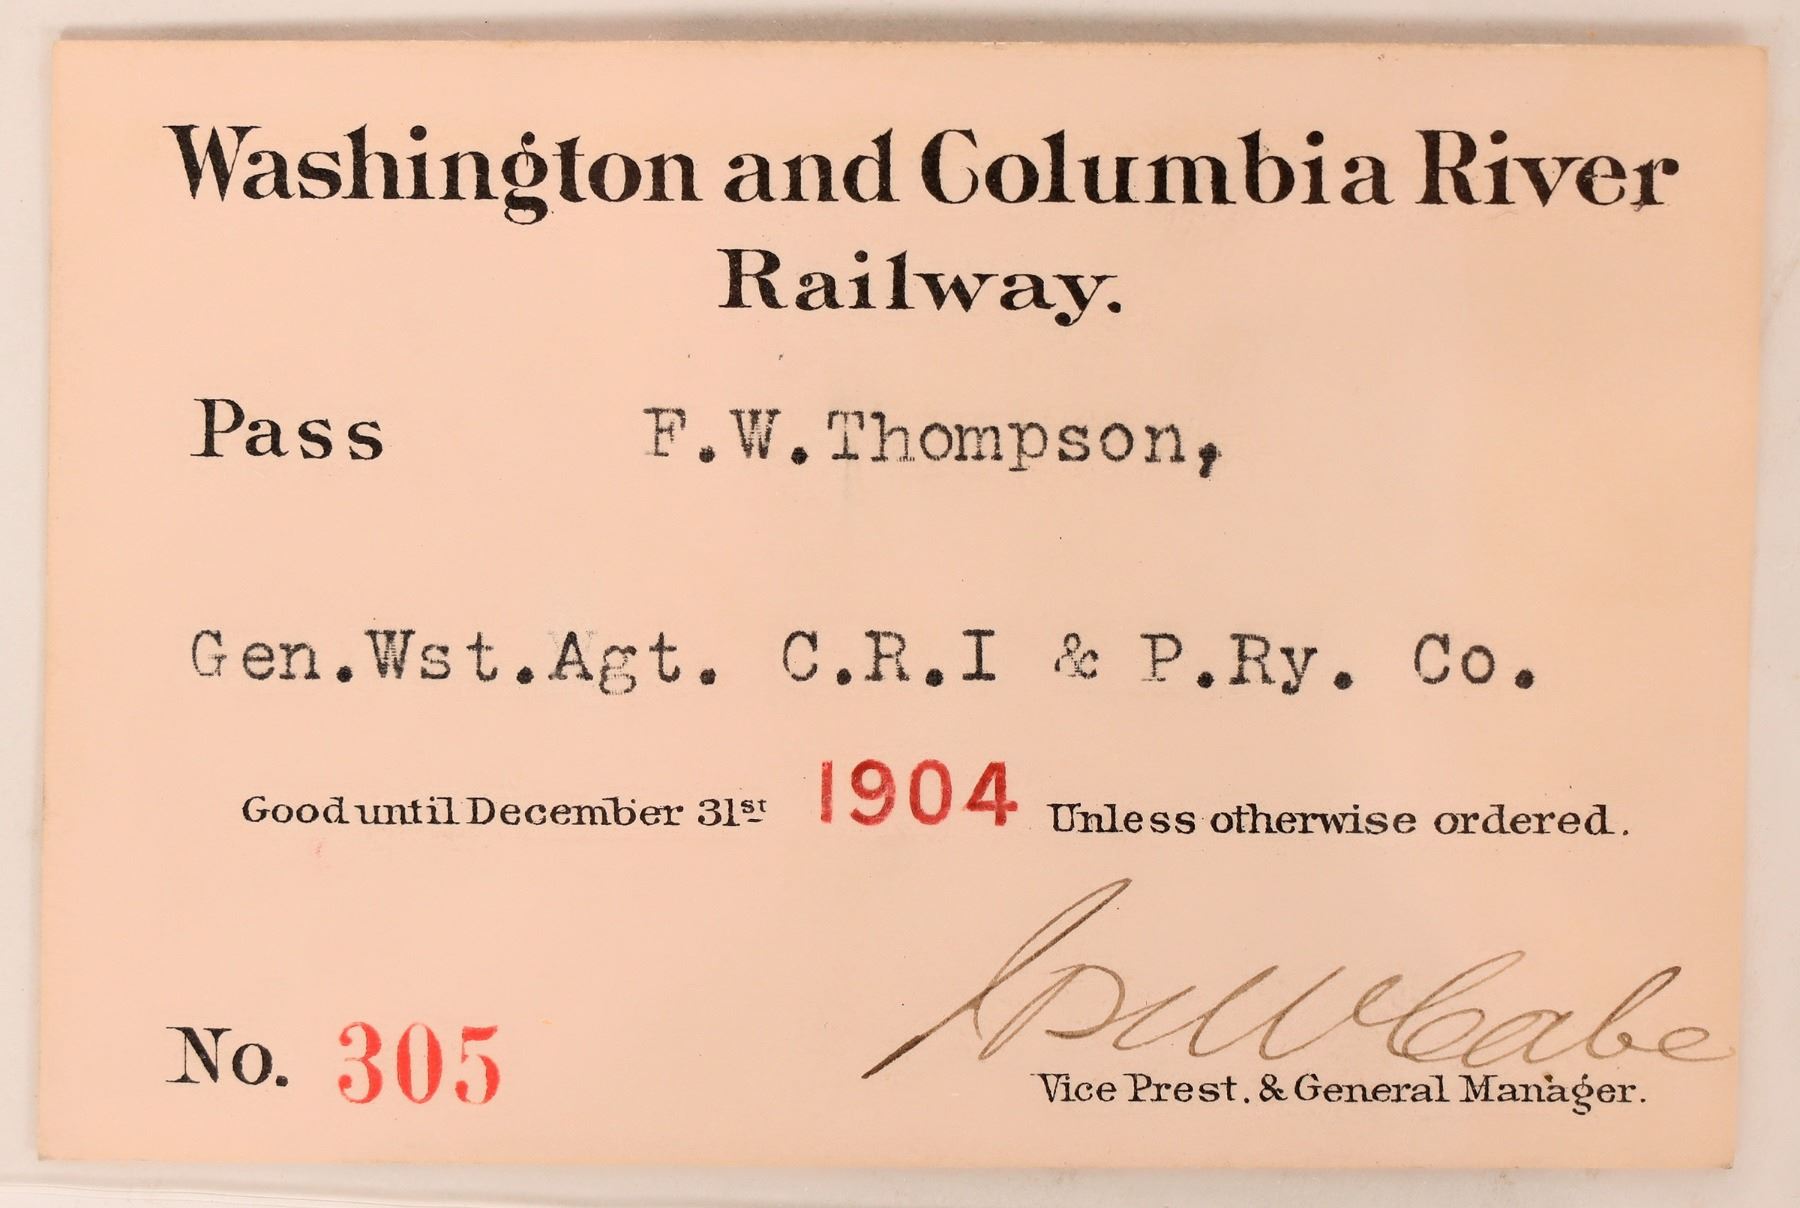 Washington and Columbia River
Railway.
Pass F.W.Thompson,
Gen.Wst.Agt. C.R.I & P.Ry. Co.
Good until December 31st 1904 Unless otherwise ordered.
McCabe
No. 305
Vice Prest. & General Manager.